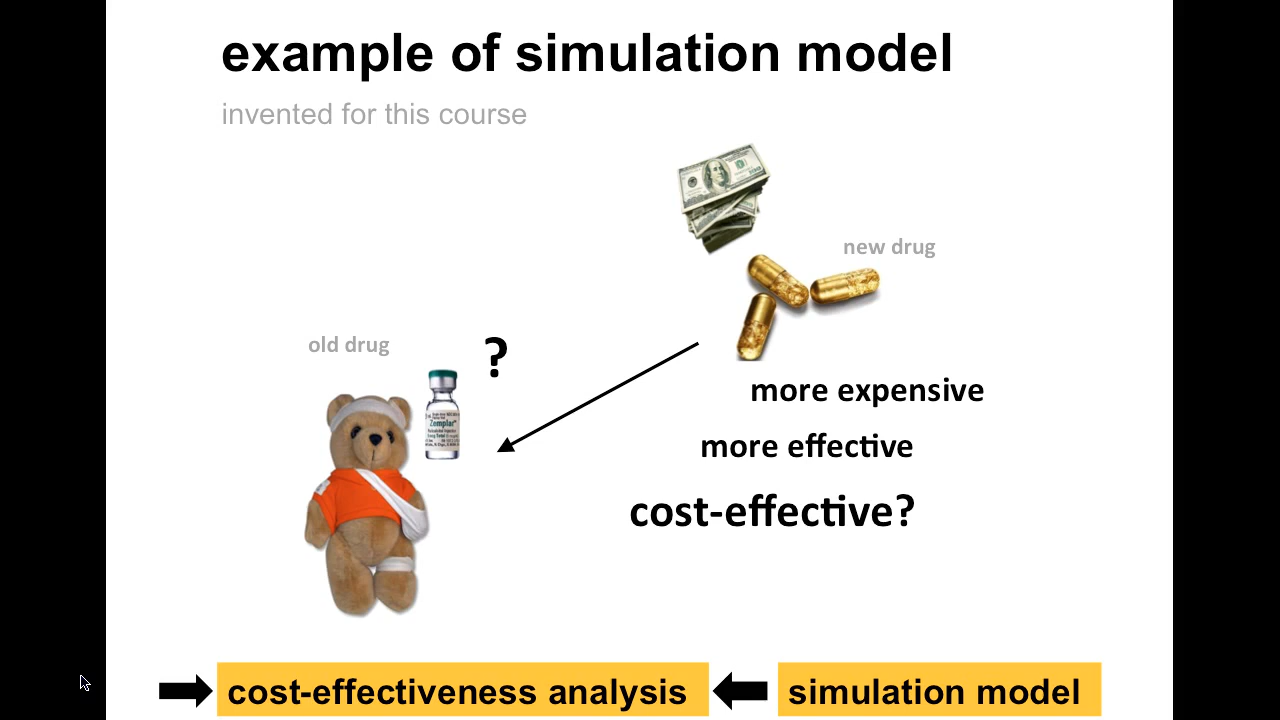 example of simulation model
invented for this course
new drug
old drug
?
Zemplar
more expensive
more effective
cost-effective?
cost-effectiveness analysis
simulation model